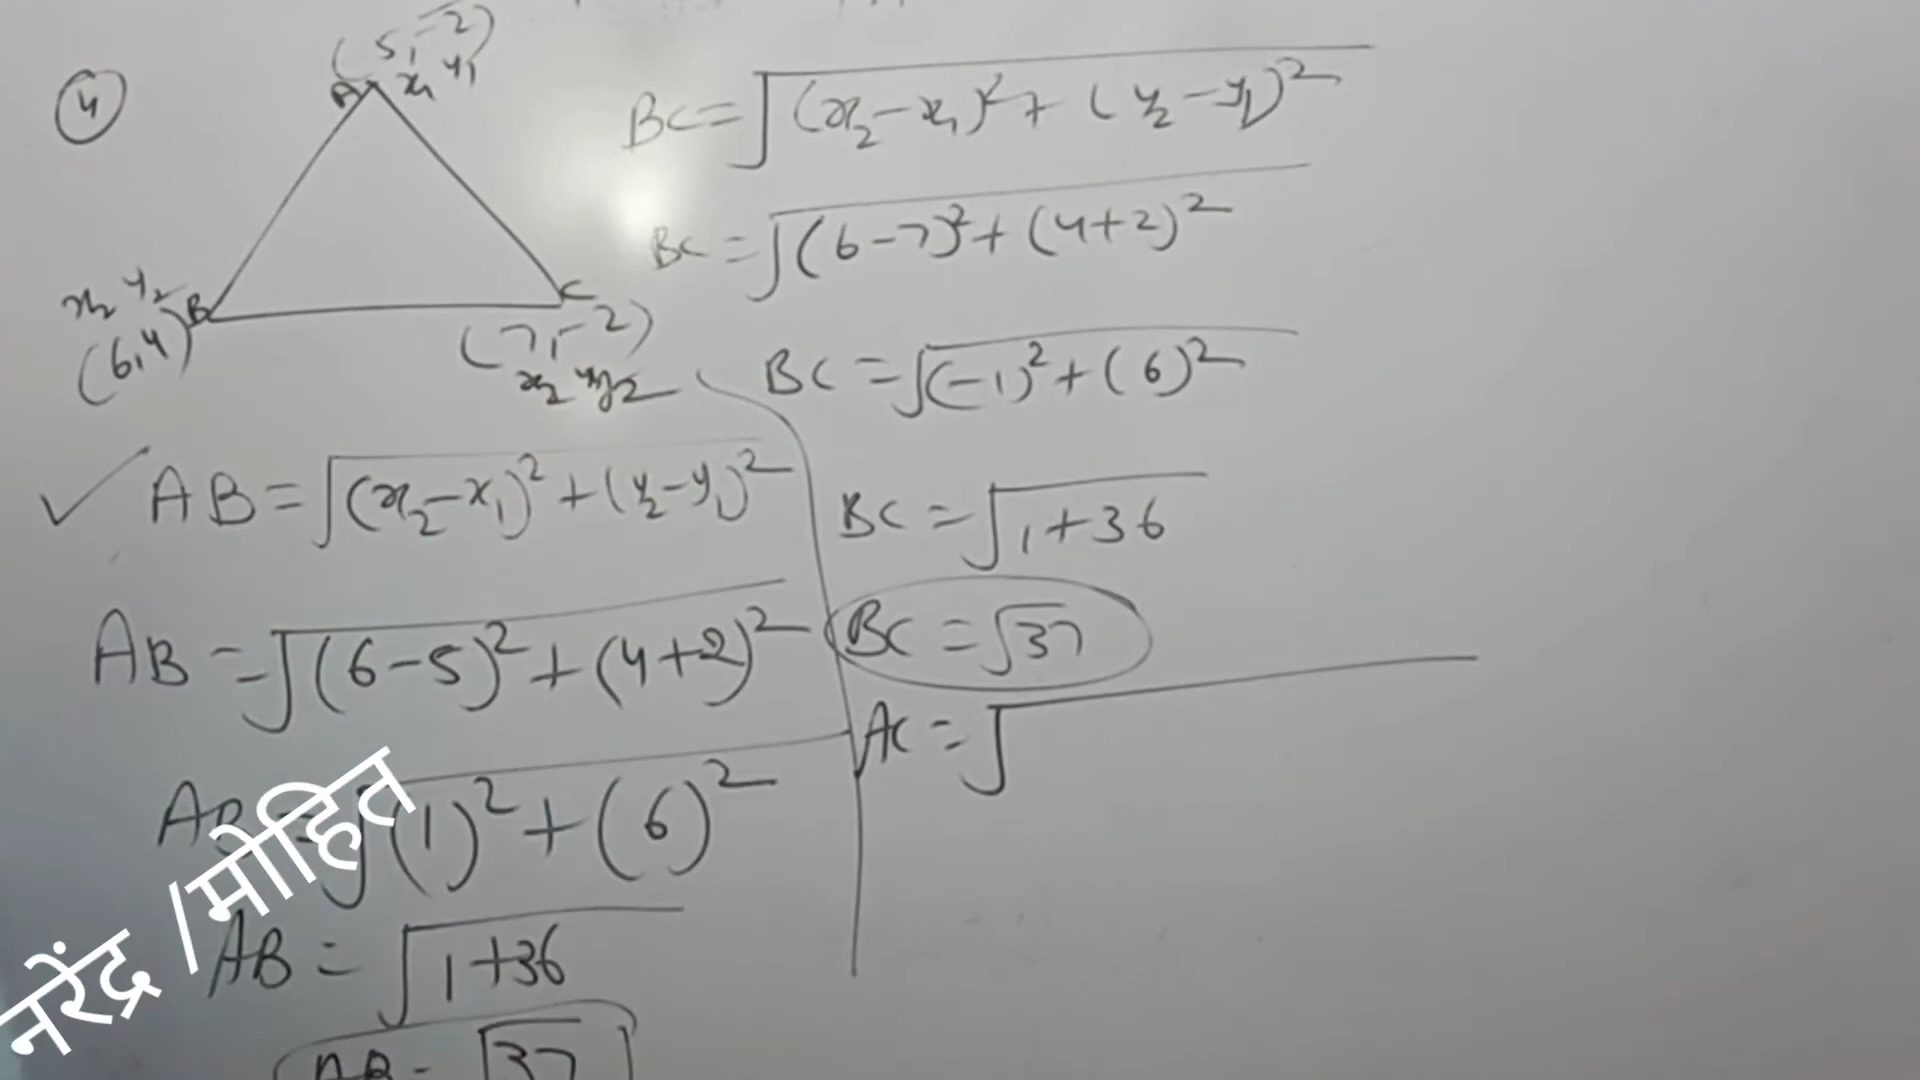 (4)
(5, -2)
x₁ y₁
A
x₂ y₂
B
(6, 4)
C
(7, -2)
AB = √(x₂ - x₁)² + (y₂ - y₁)²
AB = √(6 - 5)² + (4 + 2)²
AB = √(1)² + (6)²
AB = √1 + 36
AB = √37
BC = √(x₂ - x₁)² + (y₂ - y₁)²
BC = √(6 - 7)² + (4 + 2)²
BC = √(-1)² + (6)²
BC = √1 + 36
BC = √37
AC = √
नरेंद्र /मोहित